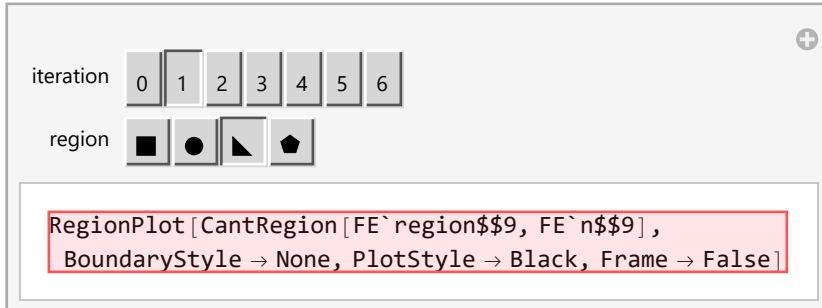 iteration 0 1 2 3 4 5 6
region
RegionPlot[CantRegion[FE`region$$9, FE`n$$9],
BoundaryStyle → None, PlotStyle → Black, Frame → False]